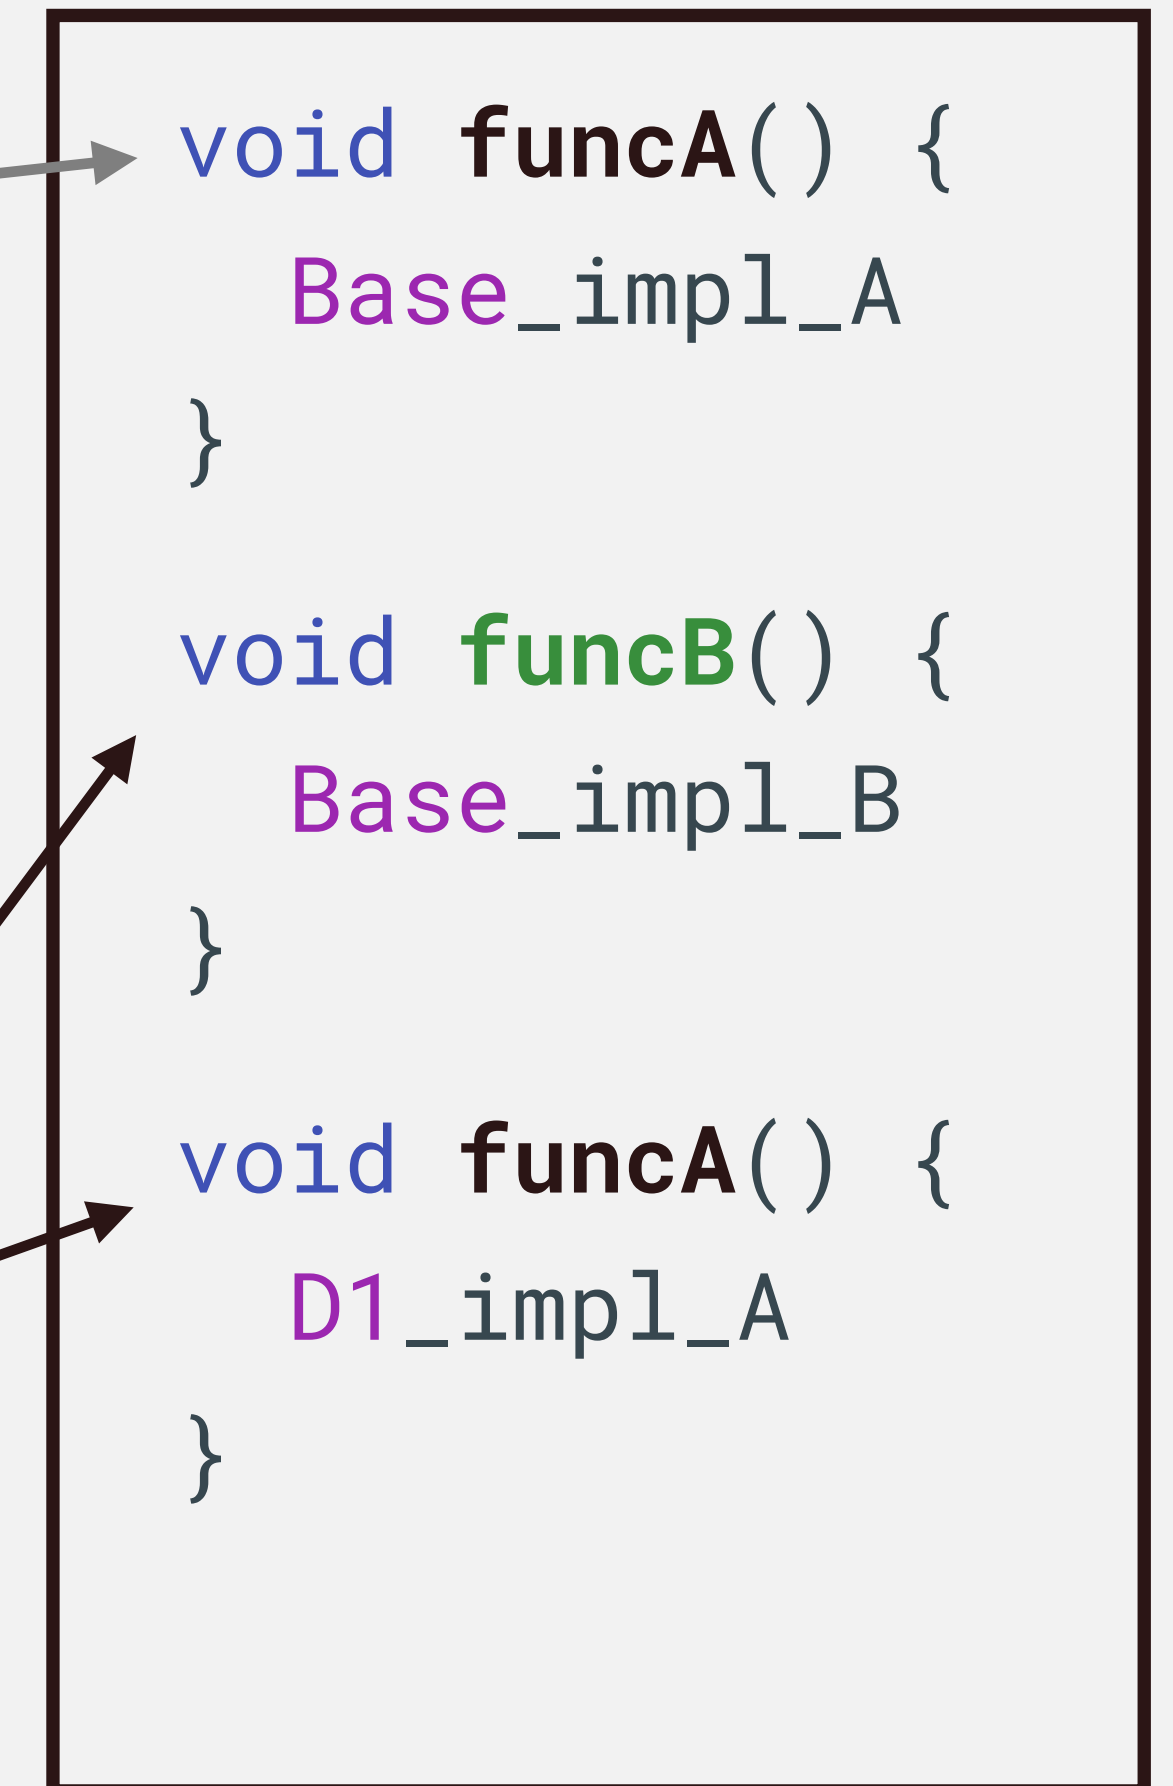 void funcA() {
Base_impl_A
}
void funcB() {
Base_impl_B
}
void funcA() {
D1_impl_A
}